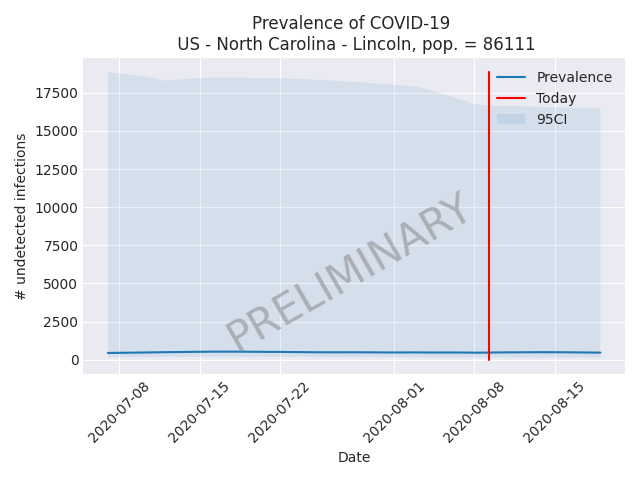 Prevalence of COVID-19
US - North Carolina - Lincoln, pop. = 86111
Prevalence
Today
95CI
17500
15000
12500
10000
7500
5000
2500
0
# undetected infections
PRELIMINARY
2020-07-08
2020-07-15
2020-07-22
2020-08-01
2020-08-08
2020-08-15
Date